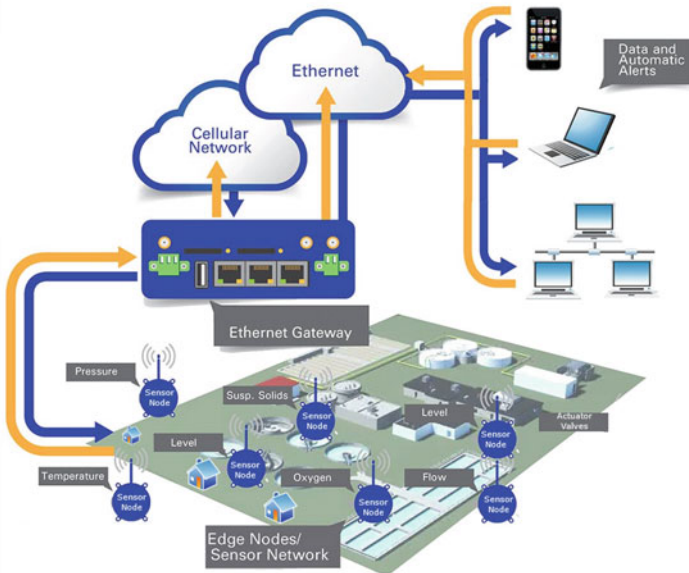 Ethernet
Data and
Automatic
Alerts
Cellular
Network
Ethernet Gateway
Pressure
Sensor
Node
Susp. Solids
Sensor
Node
Level
Sensor
Node
Actuator
Valves
Level
Sensor
Node
Temperature
Sensor
Node
Oxygen
Sensor
Node
Flow
Sensor
Node
Edge Nodes/
Sensor Network